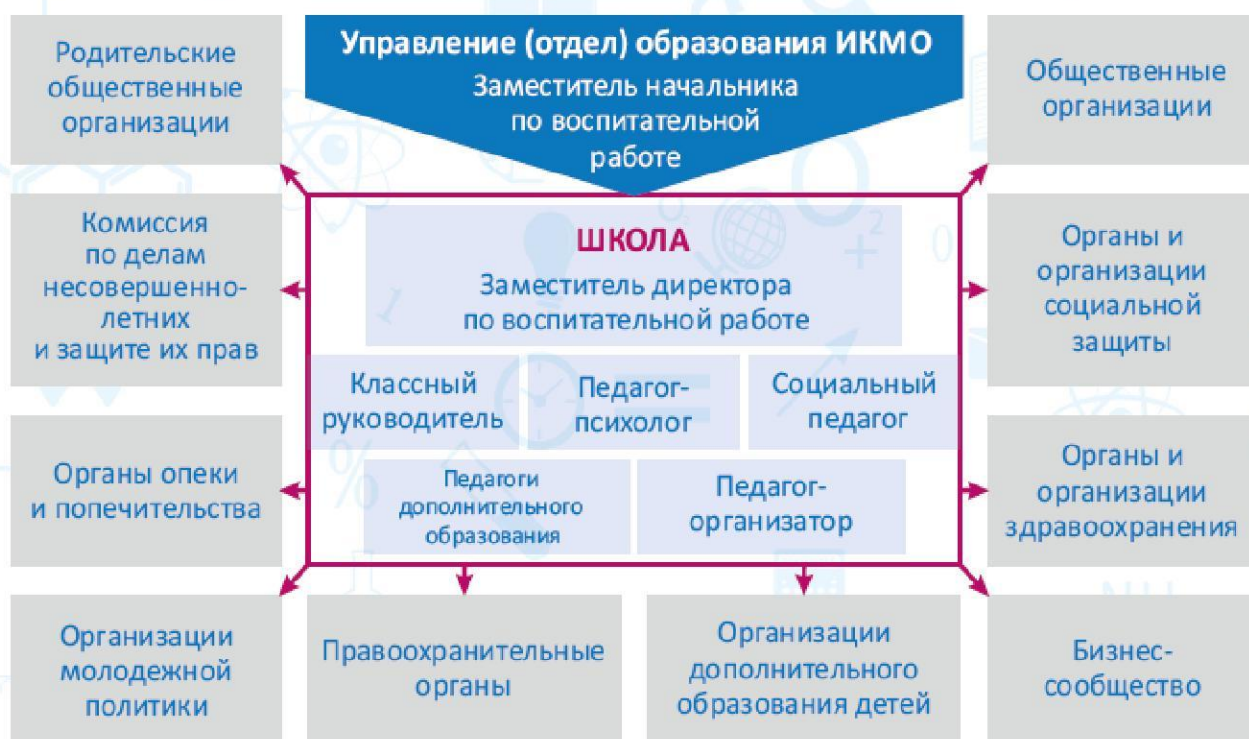 Управление (отдел) образования ИКМО
Заместитель начальника
по воспитательной
работе
Родительские
общественные
организации
Общественные
организации
Комиссия
по делам
несовершенно-
летних
и защите их прав
ШКОЛА
Заместитель директора
по воспитательной работе
Органы и
организации
социальной
защиты
Классный
руководитель
Педагог-
психолог
Социальный
педагог
Органы опеки
и попечительства
Педагоги
дополнительного
образования
Педагог-
организатор
Органы и
организации
здравоохранения
Организации
молодежной
политики
Правоохранительные
органы
Организации
дополнительного
образования детей
Бизнес-
сообщество